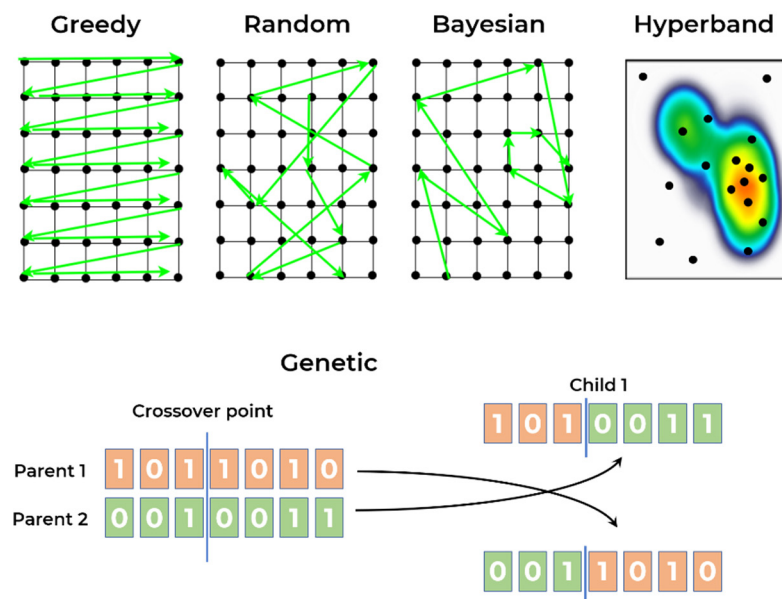 Greedy Random Bayesian Hyperband
Genetic
Child 1
Crossover point
1 0 1 0 0 1 1
Parent 1 1 0 1 1 0 1 0
Parent 2 0 0 1 0 0 1 1
0 0 1 1 0 1 0